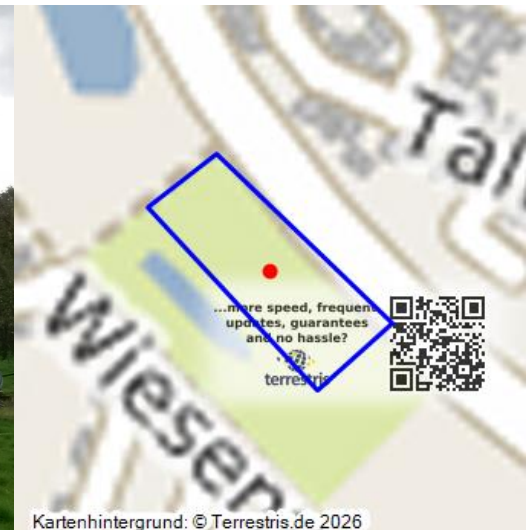 Tal
...more speed, frequent
updates, guarantees
and no hassle?
terrestris
Wiesen
Kartenhintergrund: © Terrestris.de 2026